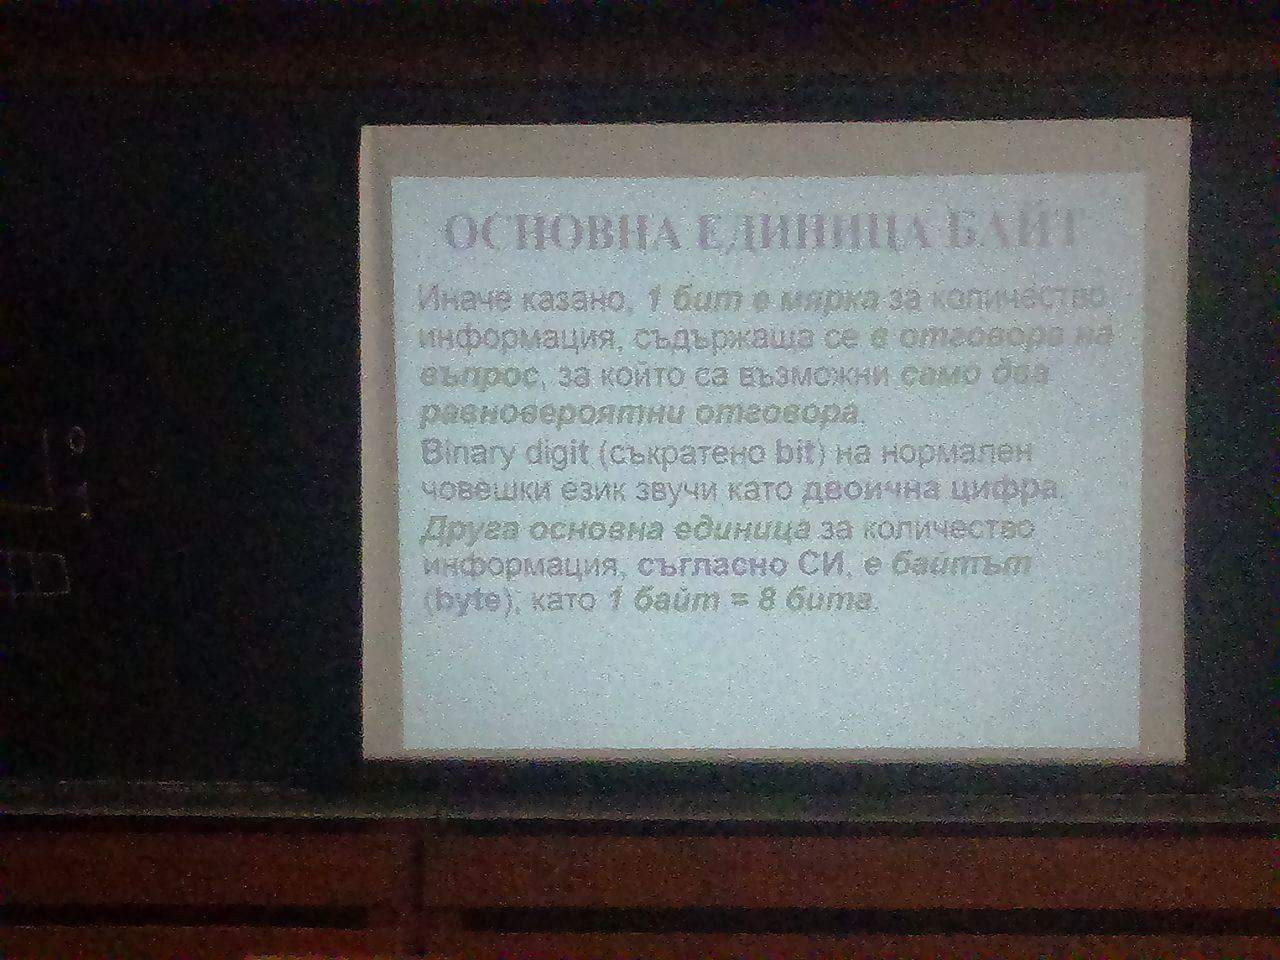 ОСНОВНА ЕДИНИЦА БАЙТ
Иначе казано, 1 бит е мярка за количество
информация, съдържаща се в отговора на
въпрос, за който са възможни само два
равновероятни отговора.
Binary digit (съкратено bit) на нормален
човешки език звучи като двоична цифра.
Друга основна единица за количество
информация, съгласно СИ, е байтът
(byte), като 1 байт = 8 бита.